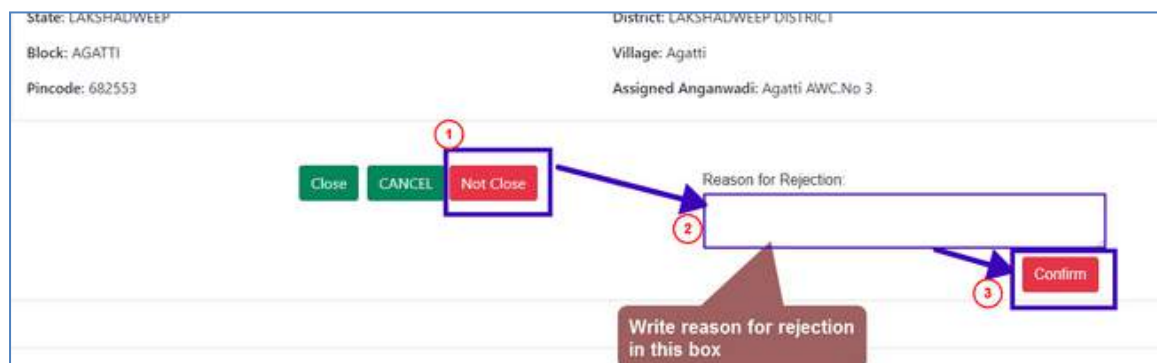 State: LAKSHADWEEP
District: LAKSHADWEEP DISTRICT
Block: AGATTI
Village: Agatti
Pincode: 682553
Assigned Anganwadi: Agatti AWC.No 3
1
Close CANCEL Not Close
Reason for Rejection:
2
Confirm
3
Write reason for rejection
in this box